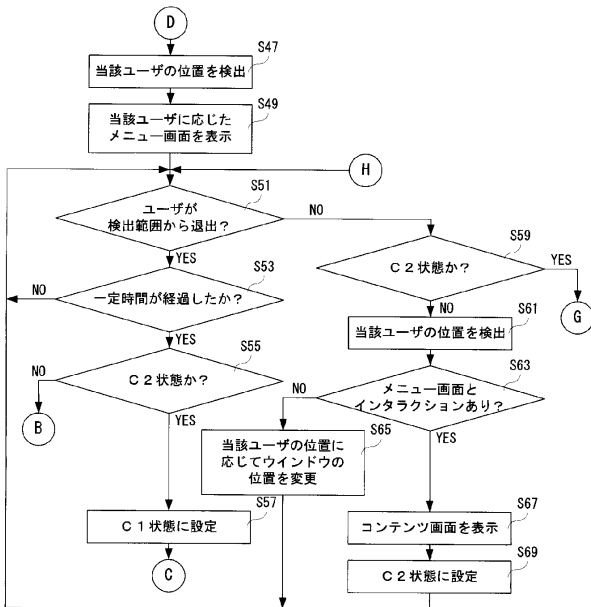 D
S47
当該ユーザの位置を検出
S49
当該ユーザに応じた
メニュー画面を表示
H
S51
ユーザが
検出範囲から退出?
NO
YES
S53
一定時間が経過したか?
NO
YES
S55
C2状態か?
NO
B
YES
S57
C1状態に設定
C
S59
C2状態か?
YES
G
NO
S61
当該ユーザの位置を検出
S63
メニュー画面と
インタラクションあり?
NO
YES
S65
当該ユーザの位置に
応じてウインドウの
位置を変更
S67
コンテンツ画面を表示
S69
C2状態に設定